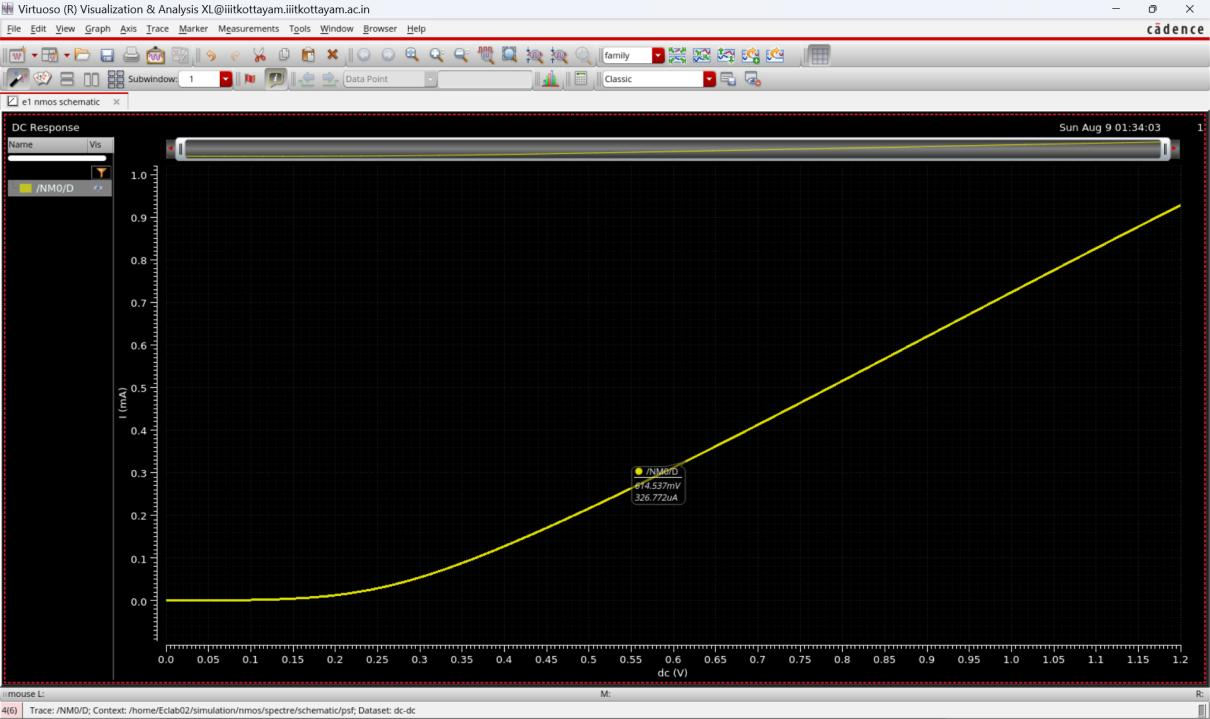 Virtuoso (R) Visualization & Analysis XL@iiitkottayam.iiitkottayam.ac.in
File Edit View Graph Axis Trace Marker Measurements Tools Window Browser Help
cādence
family
Subwindow: 1
Data Point
Classic
e1 nmos schematic
DC Response
Sun Aug 9 01:34:03
1
Name Vis
/NM0/D
1.0
0.9
0.8
0.7
0.6
0.5
0.4
0.3
0.2
0.1
0.0
I (mA)
/NM0/D
614.537mV
326.772uA
0.0 0.05 0.1 0.15 0.2 0.25 0.3 0.35 0.4 0.45 0.5 0.55 0.6 0.65 0.7 0.75 0.8 0.85 0.9 0.95 1.0 1.05 1.1 1.15 1.2
dc (V)
mouse L: M: R:
4(6) Trace: /NM0/D; Context: /home/Eclab02/simulation/nmos/spectre/schematic/psf; Dataset: dc-dc